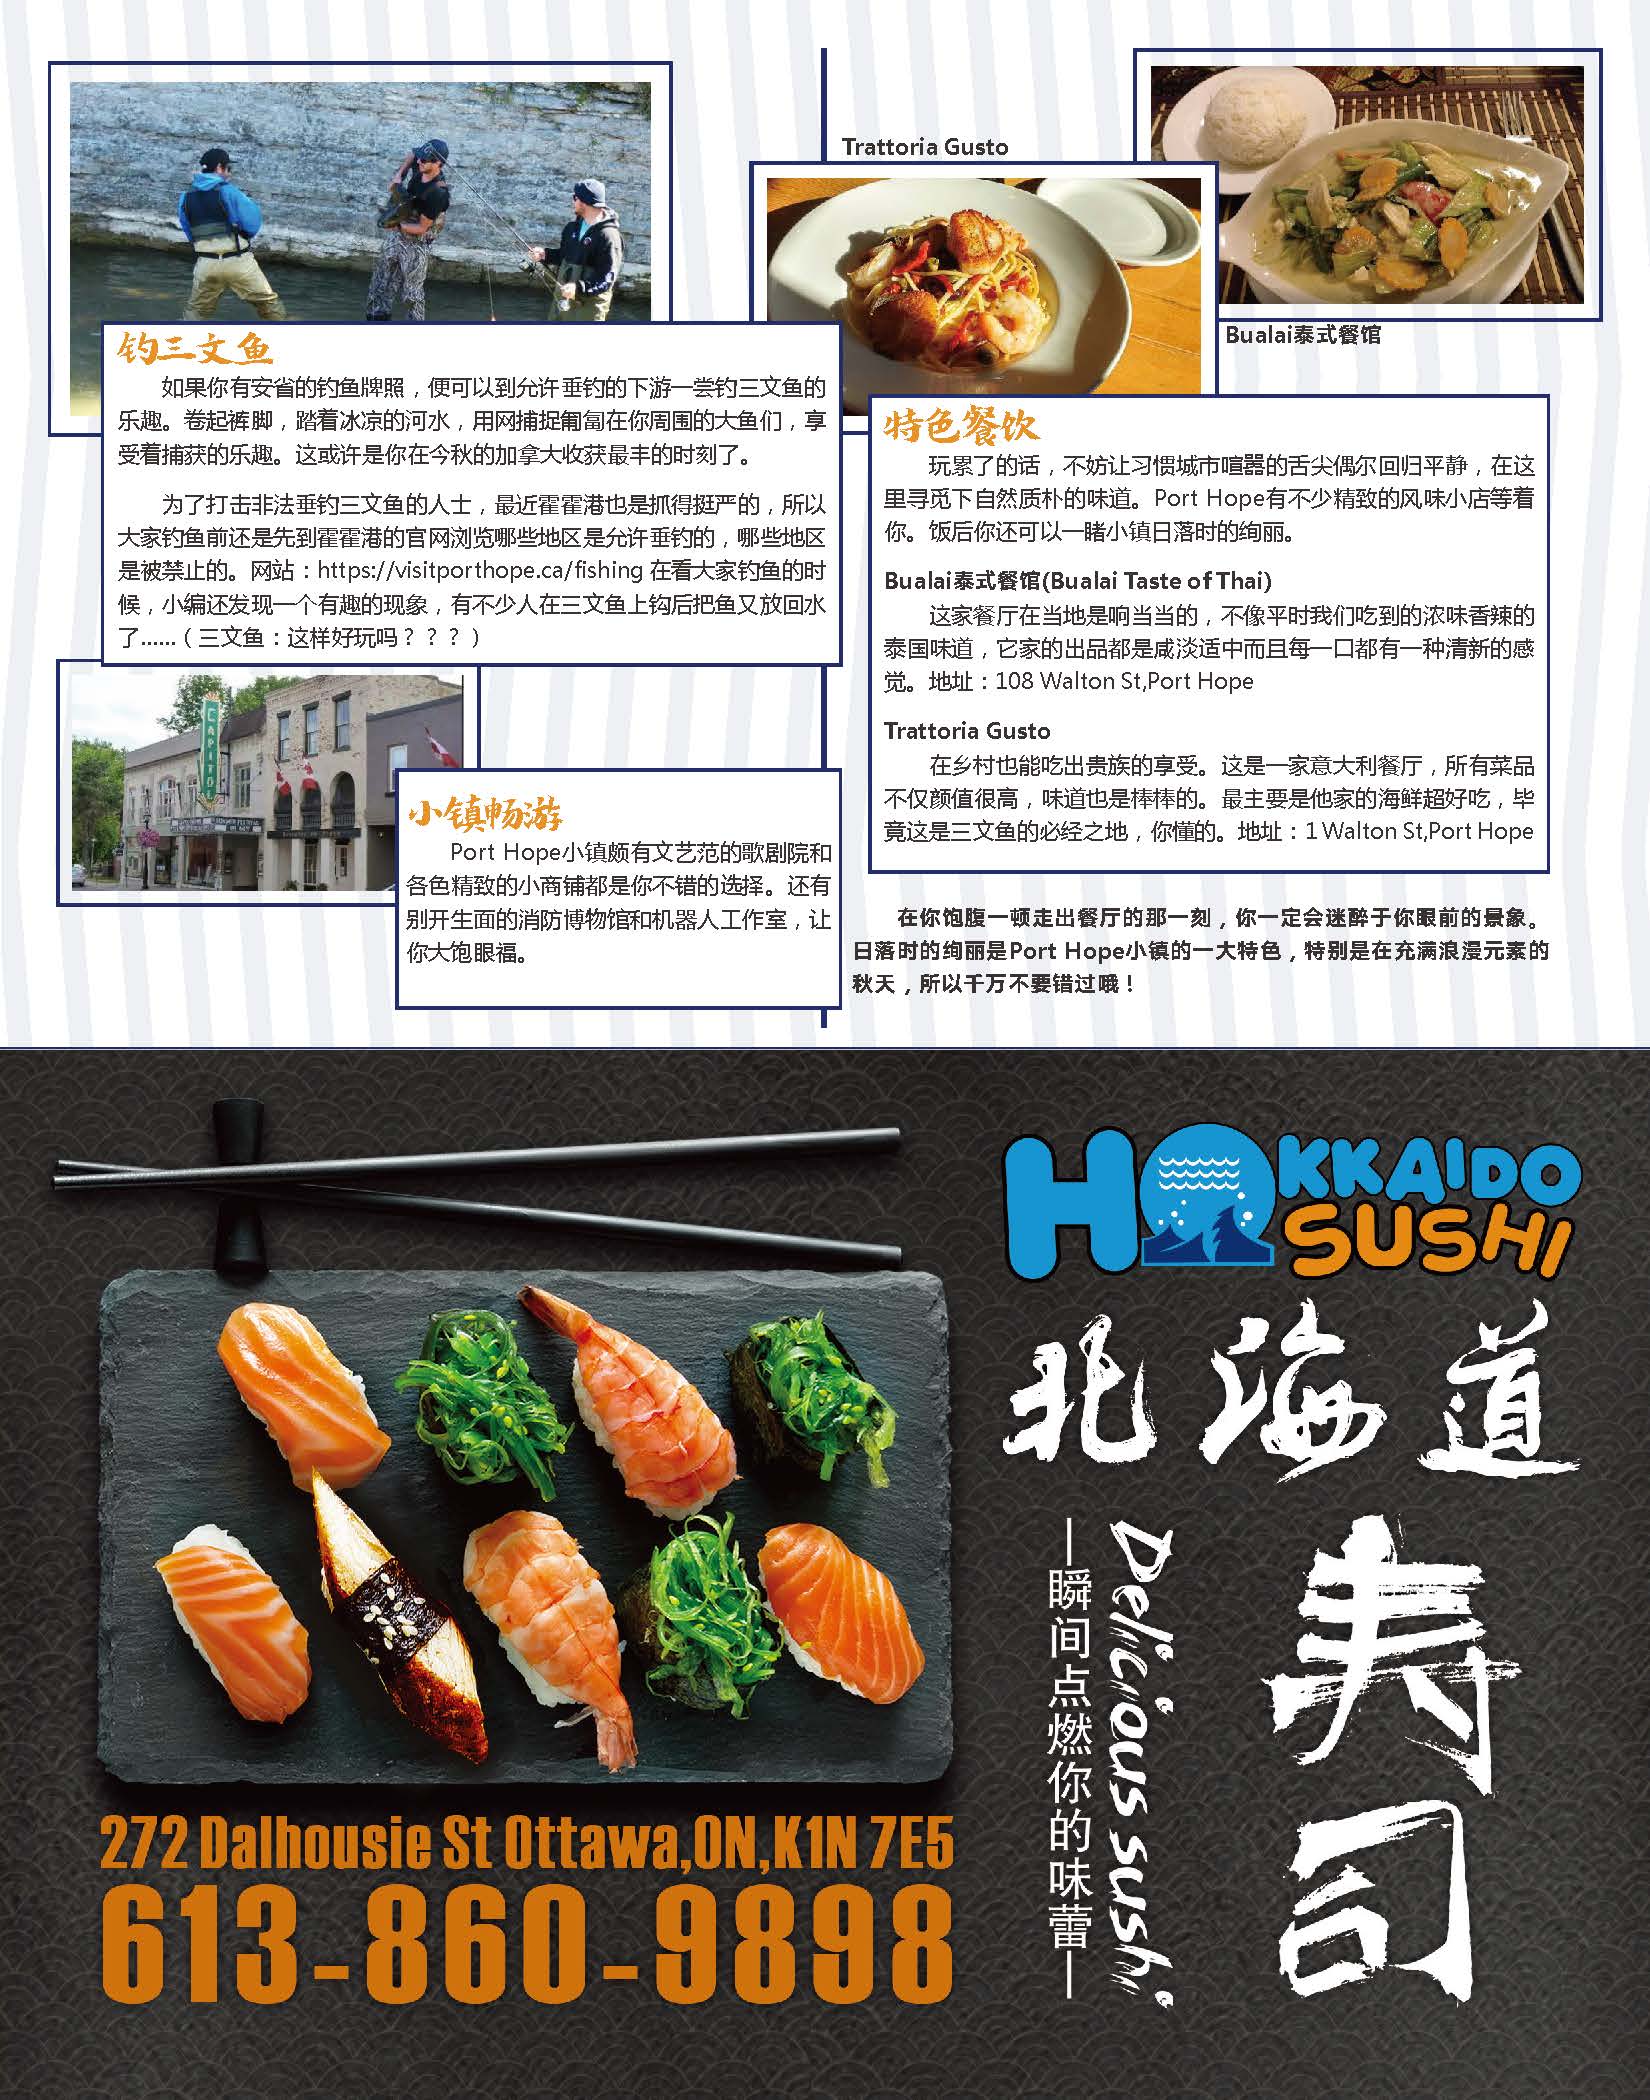 Trattoria Gusto
Bualai泰式餐馆
钓三文鱼
如果你有安省的钓鱼牌照，便可以到允许垂钓的下游一尝钓三文鱼的
乐趣。卷起裤脚，踏着冰凉的河水，用网捕捉匍匐在你周围的大鱼们，享
受着捕获的乐趣。这或许是你在今秋的加拿大收获最丰的时刻了。
为了打击非法垂钓三文鱼的人士，最近霍霍港也是抓得挺严的，所以
大家钓鱼前还是先到霍霍港的官网浏览哪些地区是允许垂钓的，哪些地区
是被禁止的。网站：https://visitporthope.ca/fishing 在看大家钓鱼的时
候，小编还发现一个有趣的现象，有不少人在三文鱼上钩后把鱼又放回水
了……（三文鱼：这样好玩吗？？？）
CAPITOL
小镇畅游
Port Hope小镇颇有文艺范的歌剧院和
各色精致的小商铺都是你不错的选择。还有
别开生面的消防博物馆和机器人工作室，让
你大饱眼福。
特色餐饮
玩累了的话，不妨让习惯城市喧嚣的舌尖偶尔回归平静，在这
里寻觅下自然质朴的味道。Port Hope有不少精致的风味小店等着
你。饭后你还可以一睹小镇日落时的绚丽。
Bualai泰式餐馆(Bualai Taste of Thai)
这家餐厅在当地是响当当的，不像平时我们吃到的浓味香辣的
泰国味道，它家的出品都是咸淡适中而且每一口都有一种清新的感
觉。地址：108 Walton St,Port Hope
Trattoria Gusto
在乡村也能吃出贵族的享受。这是一家意大利餐厅，所有菜品
不仅颜值很高，味道也是棒棒的。最主要是他家的海鲜超好吃，毕
竟这是三文鱼的必经之地，你懂的。地址：1 Walton St,Port Hope
在你饱腹一顿走出餐厅的那一刻，你一定会迷醉于你眼前的景象。
日落时的绚丽是Port Hope小镇的一大特色，特别是在充满浪漫元素的
秋天，所以千万不要错过哦！
HOKKAIDO
SUSHI
北海道
寿司
Delicious sushi
—瞬间点燃你的味蕾—
272 Dalhousie St Ottawa,ON,K1N 7E5
613-860-9898